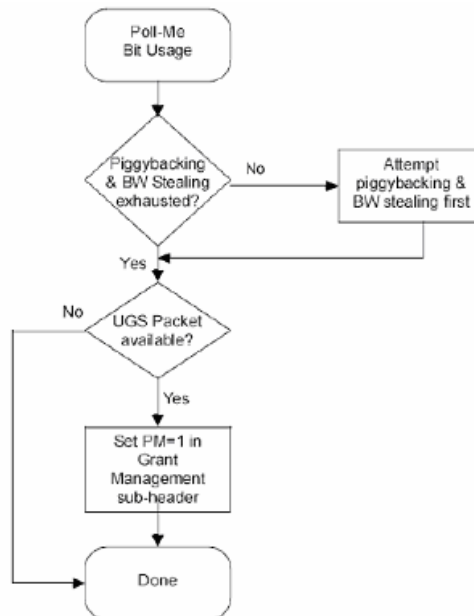 Poll-Me
Bit Usage
Piggybacking
& BW Stealing
exhausted?
No
Attempt
piggybacking &
BW stealing first
Yes
No
UGS Packet
available?
Yes
Set PM=1 in
Grant
Management
sub-header
Done